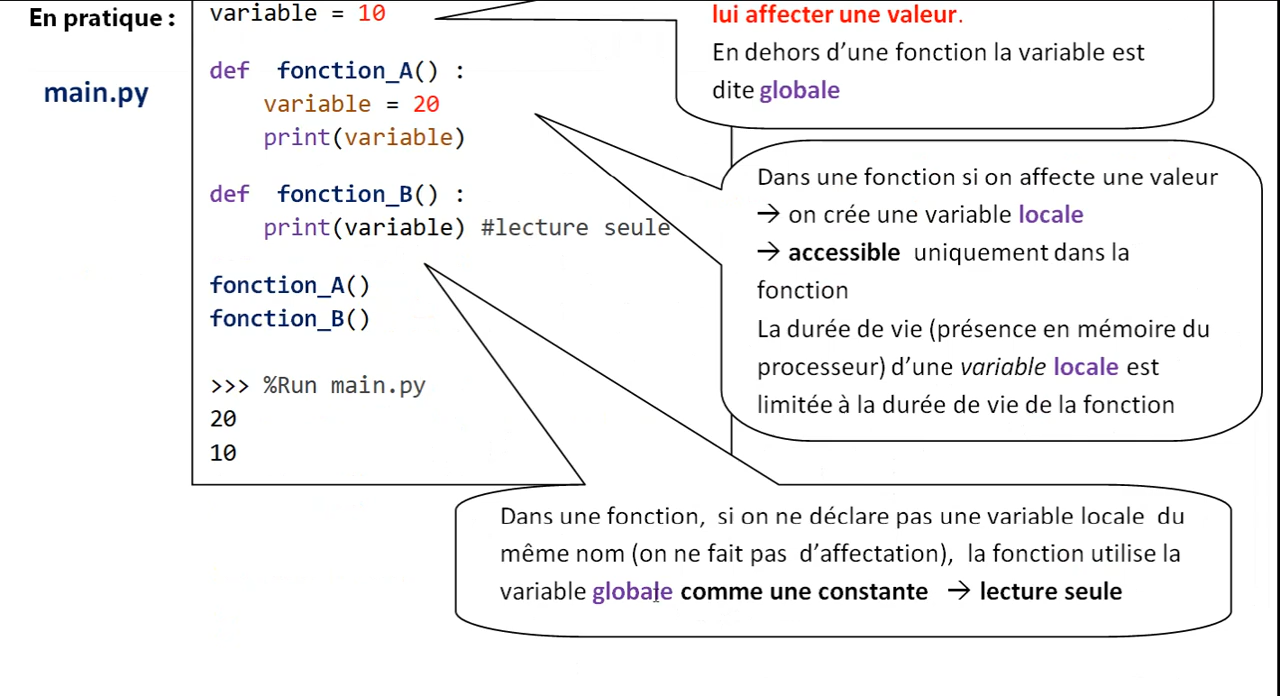 En pratique :
main.py
variable = 10
def fonction_A() :
variable = 20
print(variable)
def fonction_B() :
print(variable) #lecture seule
fonction_A()
fonction_B()
>>> %Run main.py
20
10
lui affecter une valeur.
En dehors d’une fonction la variable est
dite globale
Dans une fonction si on affecte une valeur
→ on crée une variable locale
→ accessible uniquement dans la
fonction
La durée de vie (présence en mémoire du
processeur) d’une variable locale est
limitée à la durée de vie de la fonction
Dans une fonction, si on ne déclare pas une variable locale du
même nom (on ne fait pas d’affectation), la fonction utilise la
variable globale comme une constante → lecture seule